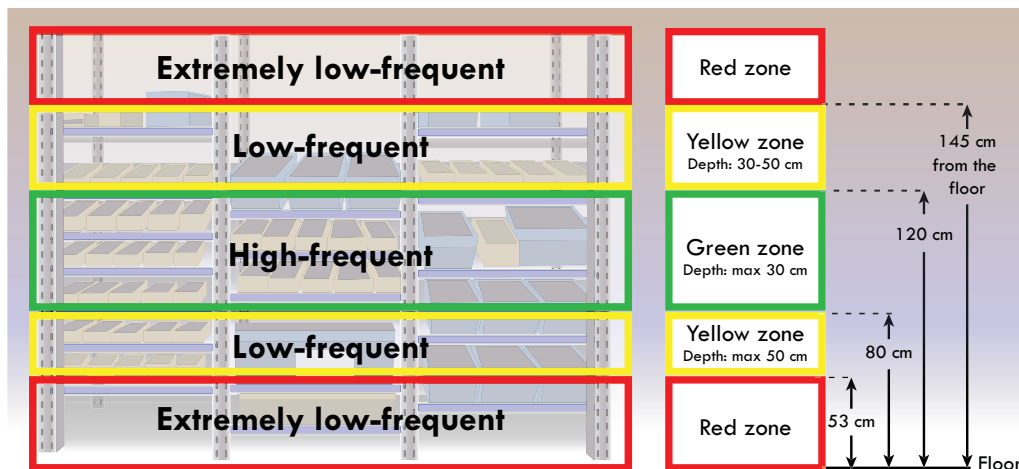 Extremely low-frequent
Red zone
Low-frequent
Yellow zone
Depth: 30-50 cm
145 cm
from the
floor
High-frequent
Green zone
Depth: max 30 cm
120 cm
Low-frequent
Yellow zone
Depth: max 50 cm
80 cm
Extremely low-frequent
Red zone
53 cm
Floor